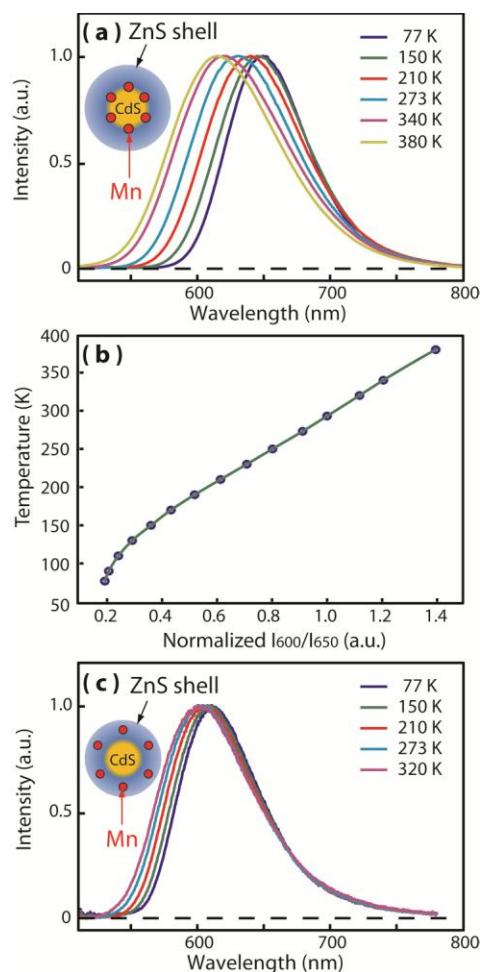 (a)
ZnS shell
CdS
Mn
77 K
150 K
210 K
273 K
340 K
380 K
Intensity (a.u.)
1.0
0.5
0
600
700
800
Wavelength (nm)
(b)
Temperature (K)
400
350
300
250
200
150
100
50
0.2
0.4
0.6
0.8
1.0
1.2
1.4
Normalized I600/I650 (a.u.)
(c)
ZnS shell
CdS
Mn
77 K
150 K
210 K
273 K
320 K
Intensity (a.u.)
1.0
0.5
0
600
700
800
Wavelength (nm)